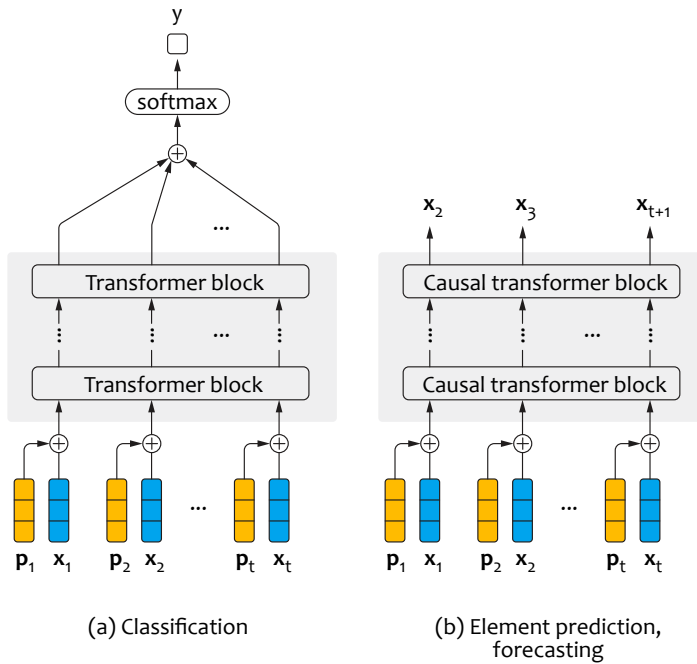 y
softmax
...
x2 x3 xt+1
Transformer block
Causal transformer block
... ... ... ...
... ... ... ...
Transformer block
Causal transformer block
... ...
p1 x1 p2 x2 pt xt
p1 x1 p2 x2 pt xt
(a) Classification
(b) Element prediction,
forecasting